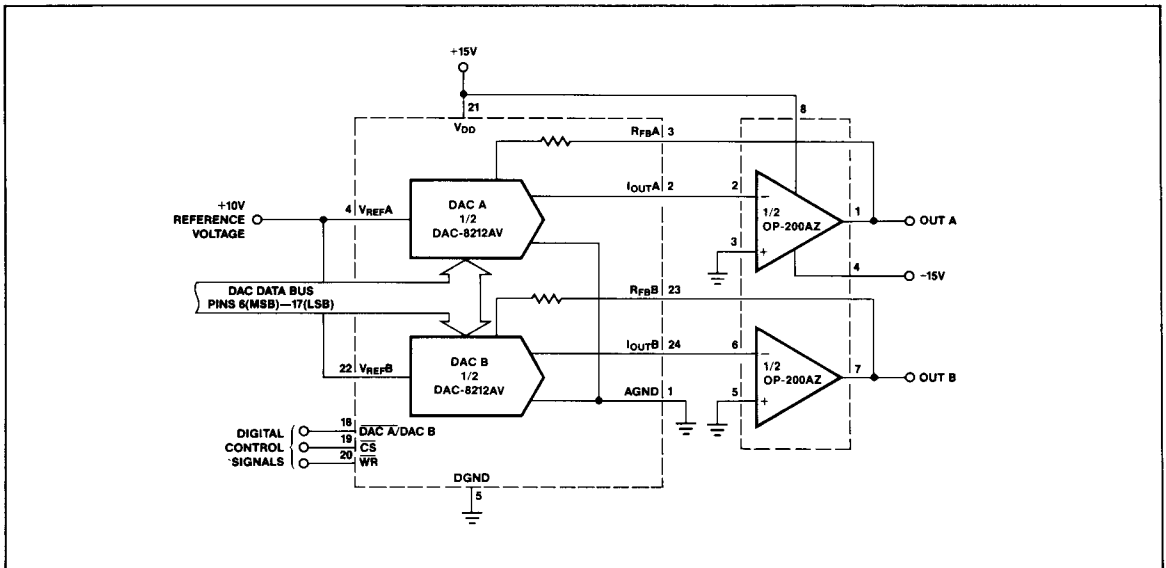 +15V
21
8
VDD
RFBA 3
DAC A
1/2
DAC-8212AV
IOUTA 2
2
−
1/2
OP-200AZ
1
OUT A
+10V
REFERENCE
VOLTAGE
4 VREFA
3
+
4
−15V
DAC DATA BUS
PINS 6(MSB)—17(LSB)
RFBB 23
22 VREFB
DAC B
1/2
DAC-8212AV
IOUTB 24
6
−
1/2
OP-200AZ
7
OUT B
AGND 1
5
+
DIGITAL
CONTROL
SIGNALS
18 DAC A/DAC B
19 CS
20 WR
DGND
5